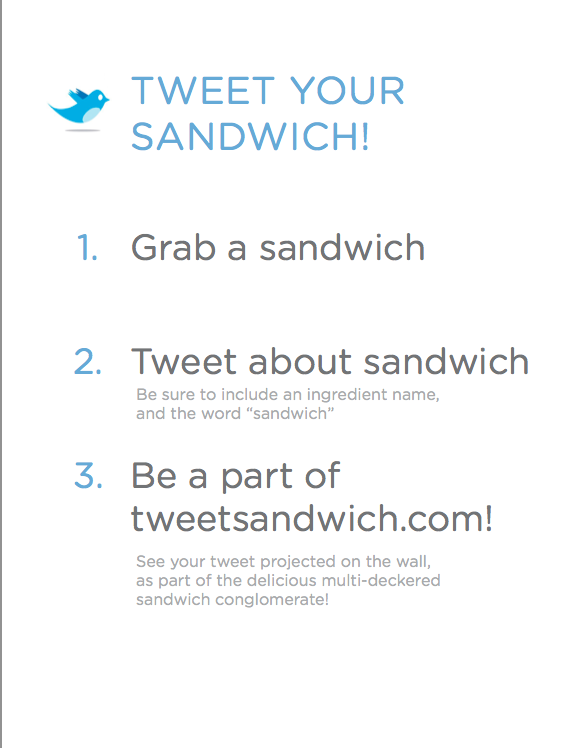 TWEET YOUR
SANDWICH!
1. Grab a sandwich
2. Tweet about sandwich
Be sure to include an ingredient name,
and the word “sandwich”
3. Be a part of
tweetsandwich.com!
See your tweet projected on the wall,
as part of the delicious multi-deckered
sandwich conglomerate!